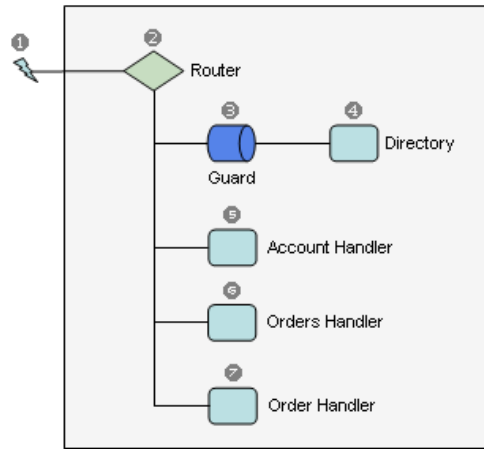 1
2
Router
3
4
Directory
Guard
5
Account Handler
6
Orders Handler
7
Order Handler